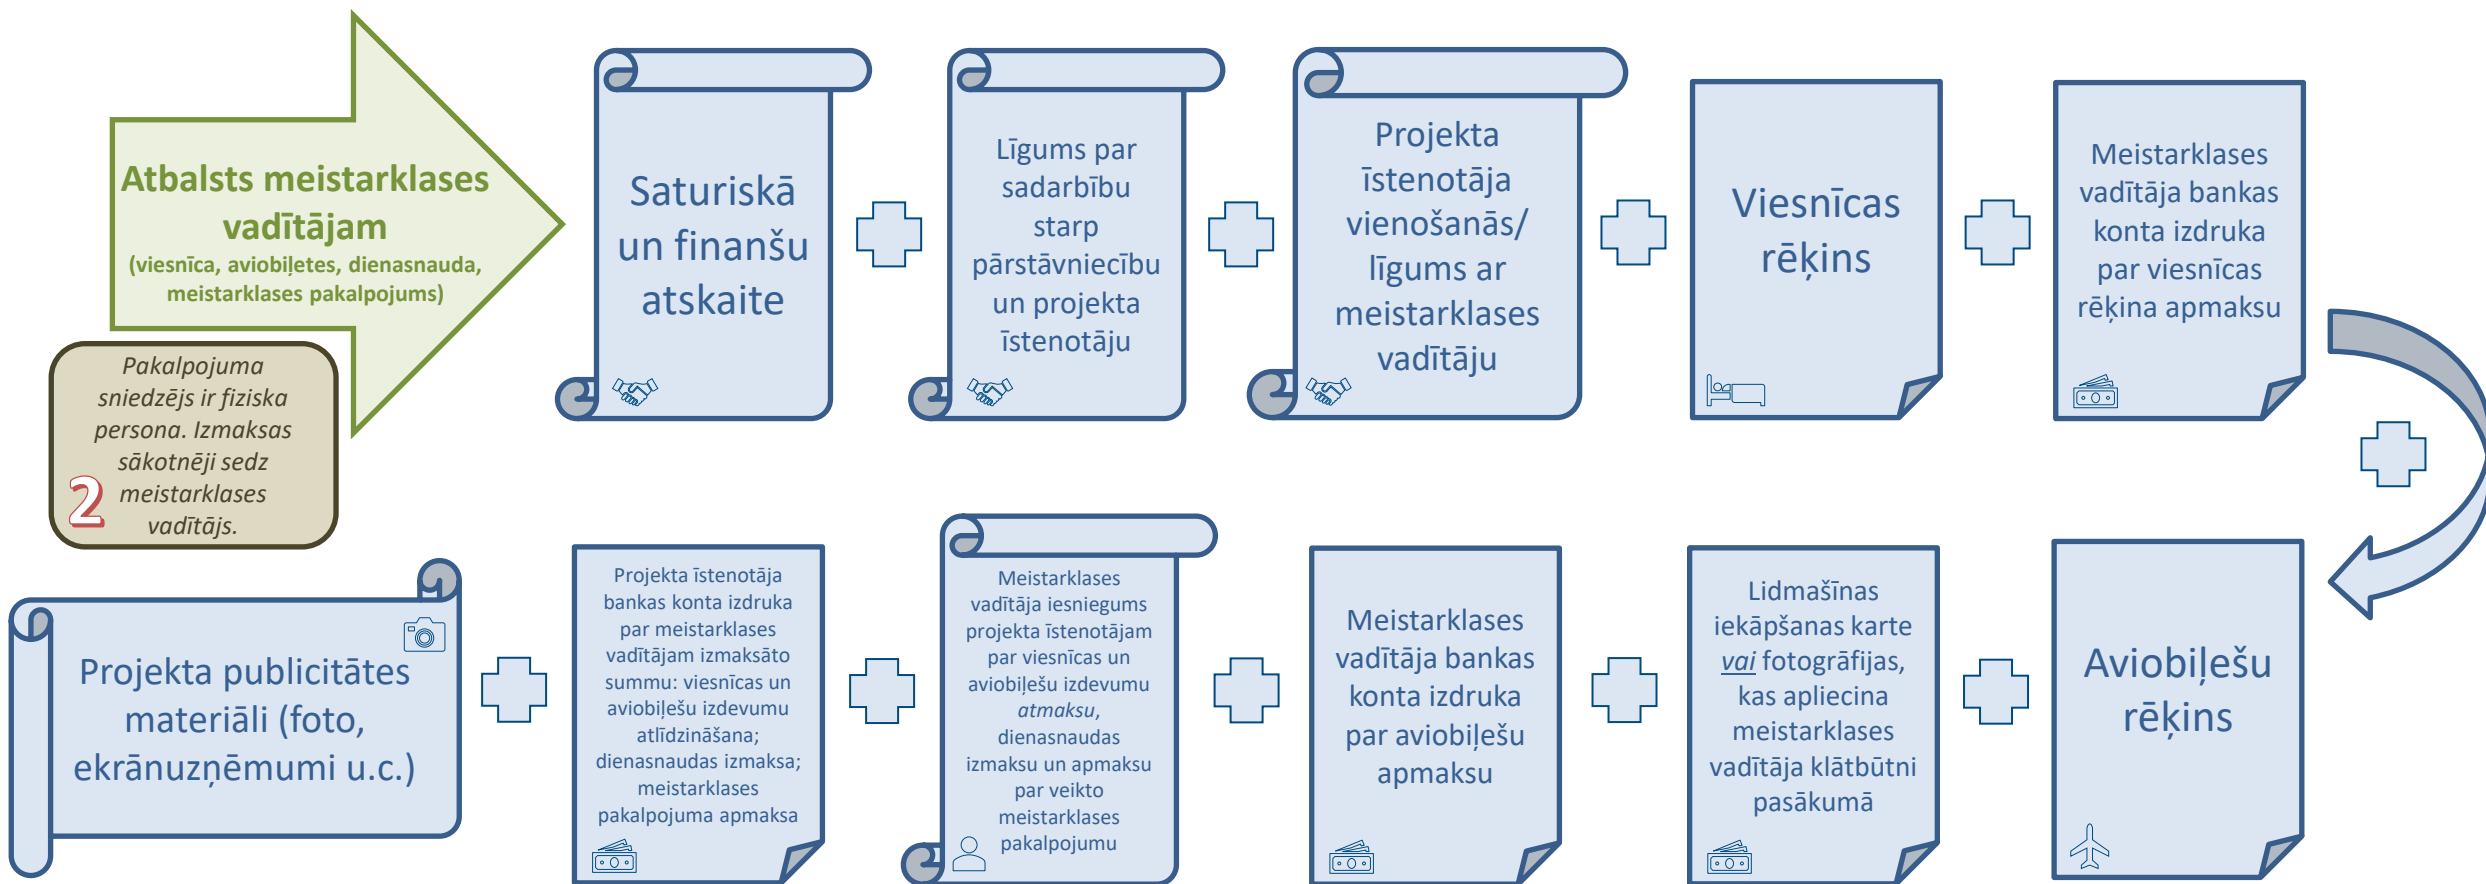 Atbalsts meistarklases
vadītājam
(viesnīca, aviobiļetes, dienasnauda,
meistarklases pakalpojums)
Pakalpojuma
sniedzējs ir fiziska
persona. Izmaksas
sākotnēji sedz
meistarklases
vadītājs.
2
Saturiskā
un finanšu
atskaite
Līgums par
sadarbību
starp
pārstāvniecību
un projekta
īstenotāju
Projekta
īstenotāja
vienošanās/
līgums ar
meistarklases
vadītāju
Viesnīcas
rēķins
Meistarklases
vadītāja bankas
konta izdruka
par viesnīcas
rēķina apmaksu
Aviobiļešu
rēķins
Lidmašīnas
iekāpšanas karte
vai fotogrāfijas,
kas apliecina
meistarklases
vadītāja klātbūtni
pasākumā
Meistarklases
vadītāja bankas
konta izdruka
par aviobiļešu
apmaksu
Meistarklases
vadītāja iesniegums
projekta īstenotājam
par viesnīcas un
aviobiļešu izdevumu
atmaksu,
dienasnaudas
izmaksu un apmaksu
par veikto
meistarklases
pakalpojumu
Projekta īstenotāja
bankas konta izdruka
par meistarklases
vadītājam izmaksāto
summu: viesnīcas un
aviobiļešu izdevumu
atlīdzināšana;
dienasnaudas izmaksa;
meistarklases
pakalpojuma apmaksa
Projekta publicitātes
materiāli (foto,
ekrānuzņēmumi u.c.)